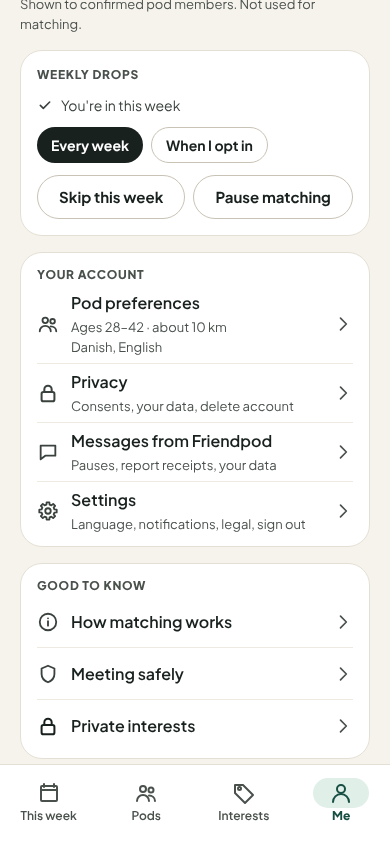 Shown to confirmed pod members. Not used for
matching.
WEEKLY DROPS
You're in this week
Every week
When I opt in
Skip this week
Pause matching
YOUR ACCOUNT
Pod preferences
Ages 28–42 · about 10 km
Danish, English
Privacy
Consents, your data, delete account
Messages from Friendpod
Pauses, report receipts, your data
Settings
Language, notifications, legal, sign out
GOOD TO KNOW
How matching works
Meeting safely
Private interests
This week
Pods
Interests
Me